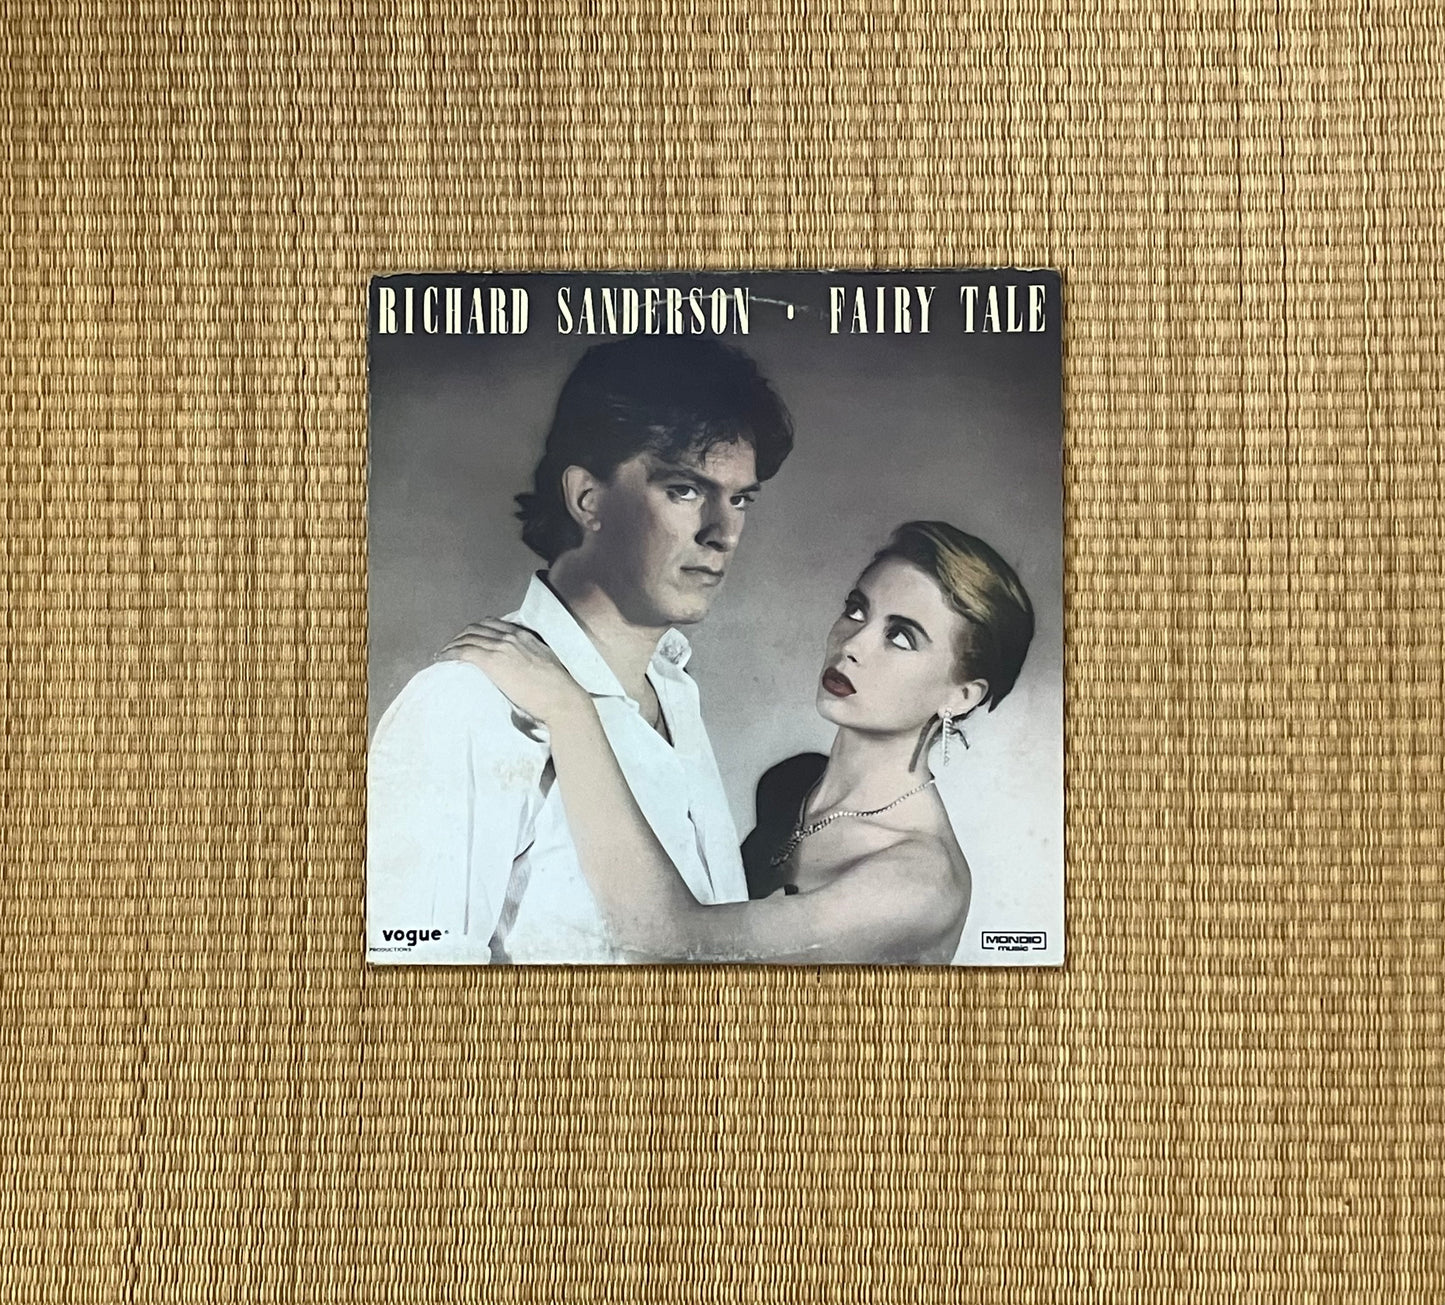 RICHARD SANDERSON • FAIRY TALE
vogue
PRODUCTIONS
MONDIO
music